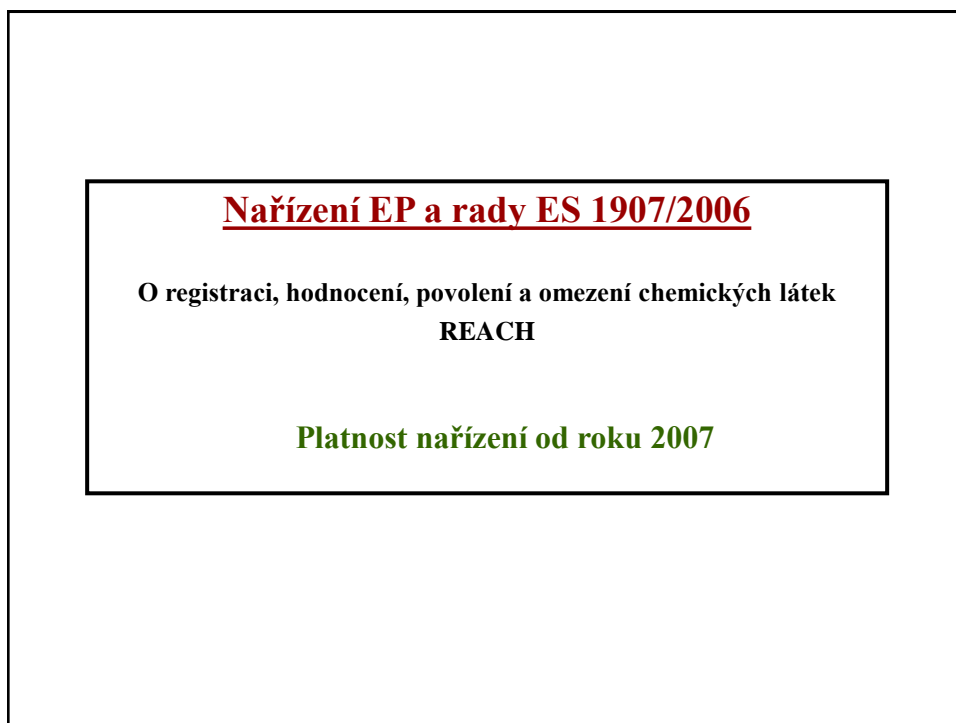 Nařízení EP a rady ES 1907/2006
O registraci, hodnocení, povolení a omezení chemických látek
REACH
Platnost nařízení od roku 2007